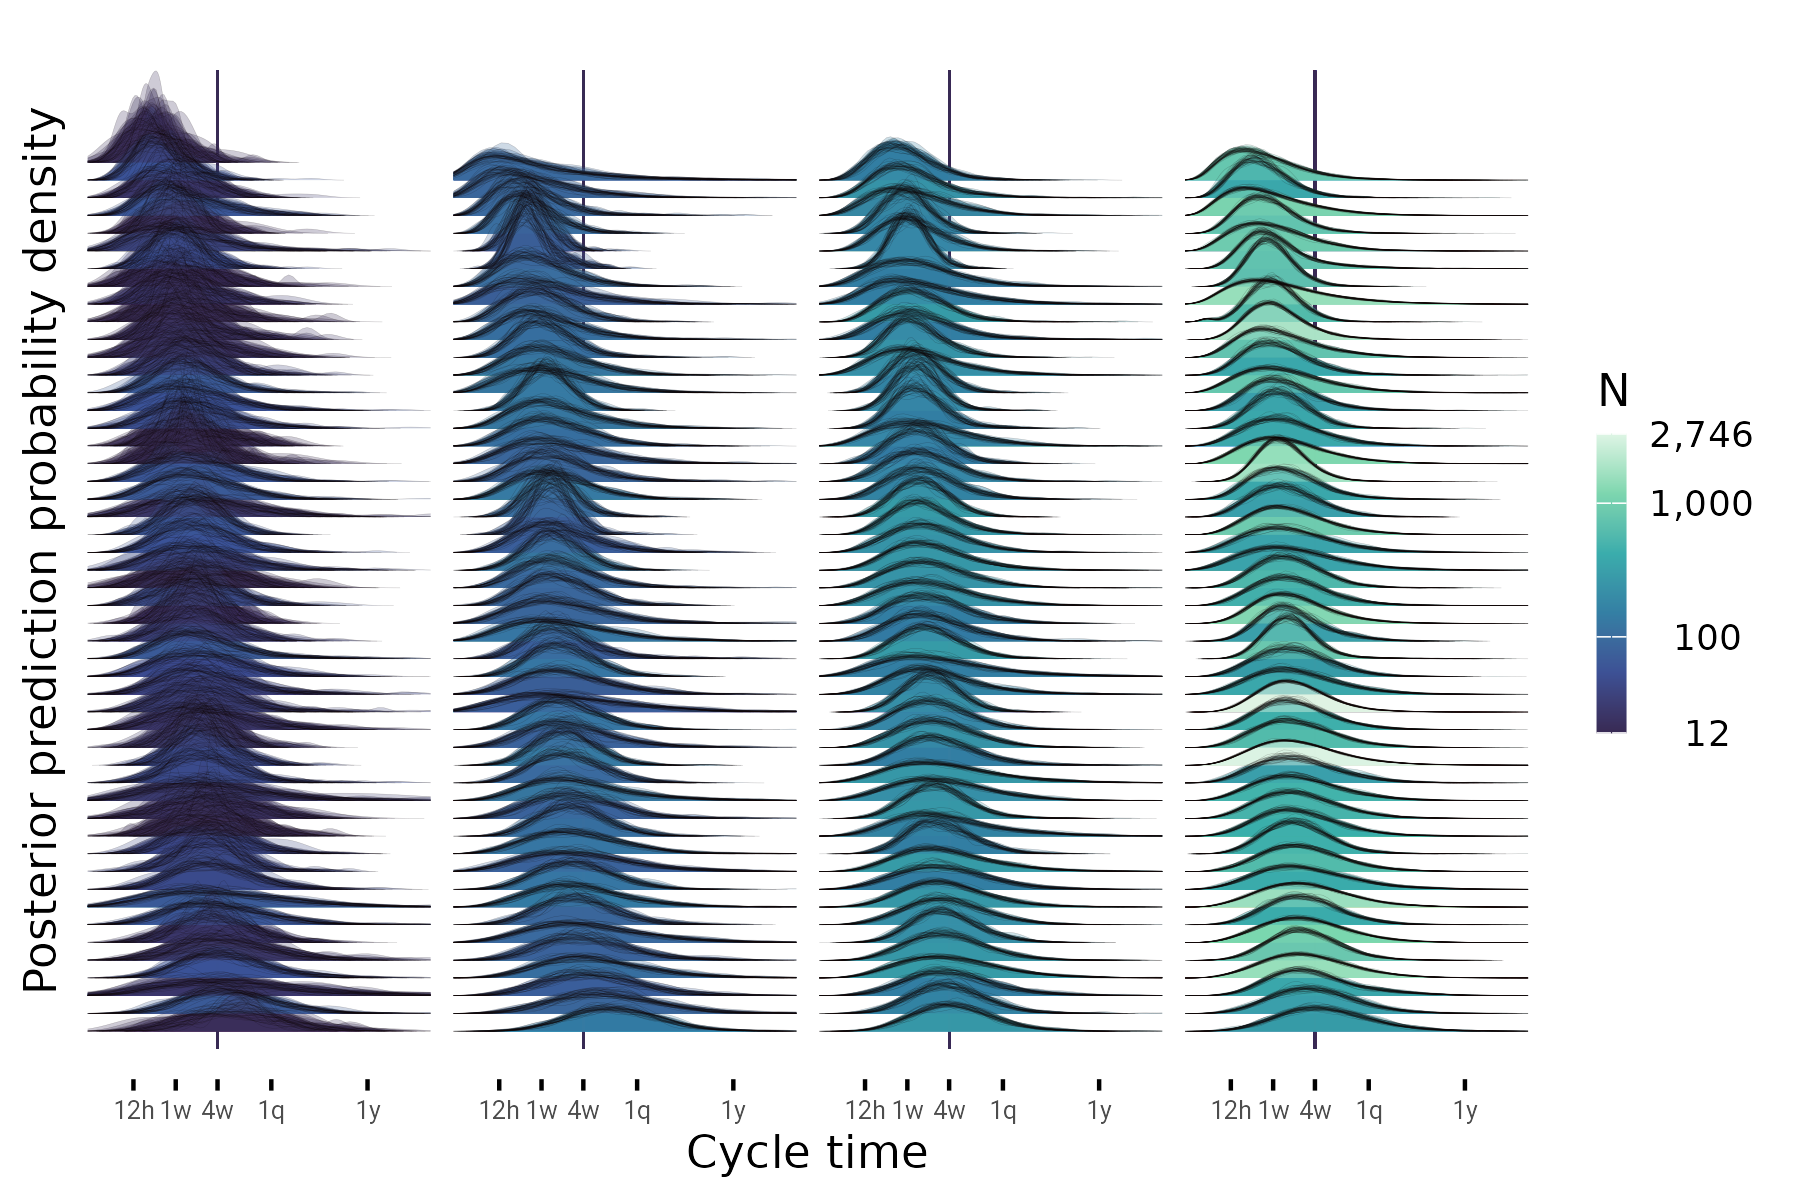 Posterior prediction probability density
N
2,746
1,000
100
12
12h 1w 4w 1q 1y
12h 1w 4w 1q 1y
12h 1w 4w 1q 1y
12h 1w 4w 1q 1y
Cycle time